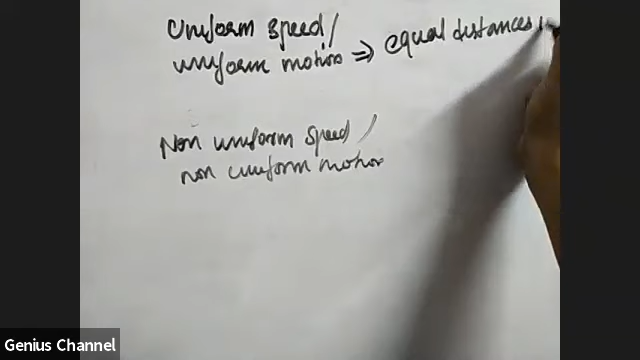 Uniform speed/
uniform motion ⇒ equal distances
Non uniform speed/
non uniform motion
Genius Channel